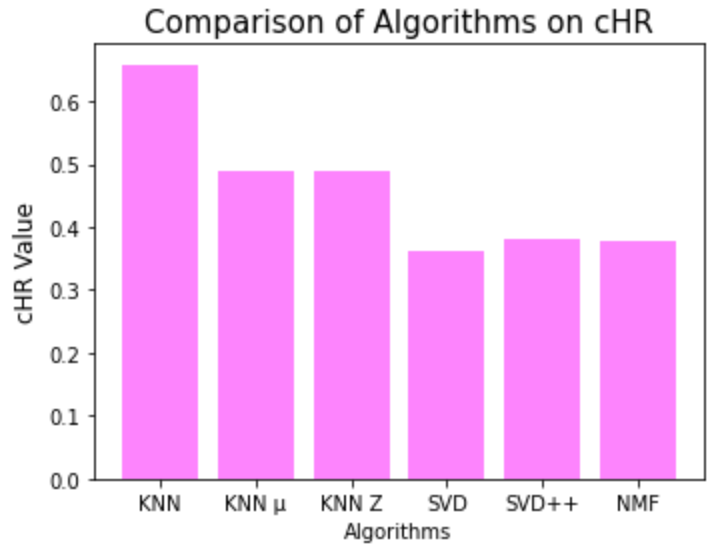 Comparison of Algorithms on cHR
cHR Value
0.6
0.5
0.4
0.3
0.2
0.1
0.0
KNN KNN μ KNN Z SVD SVD++ NMF
Algorithms